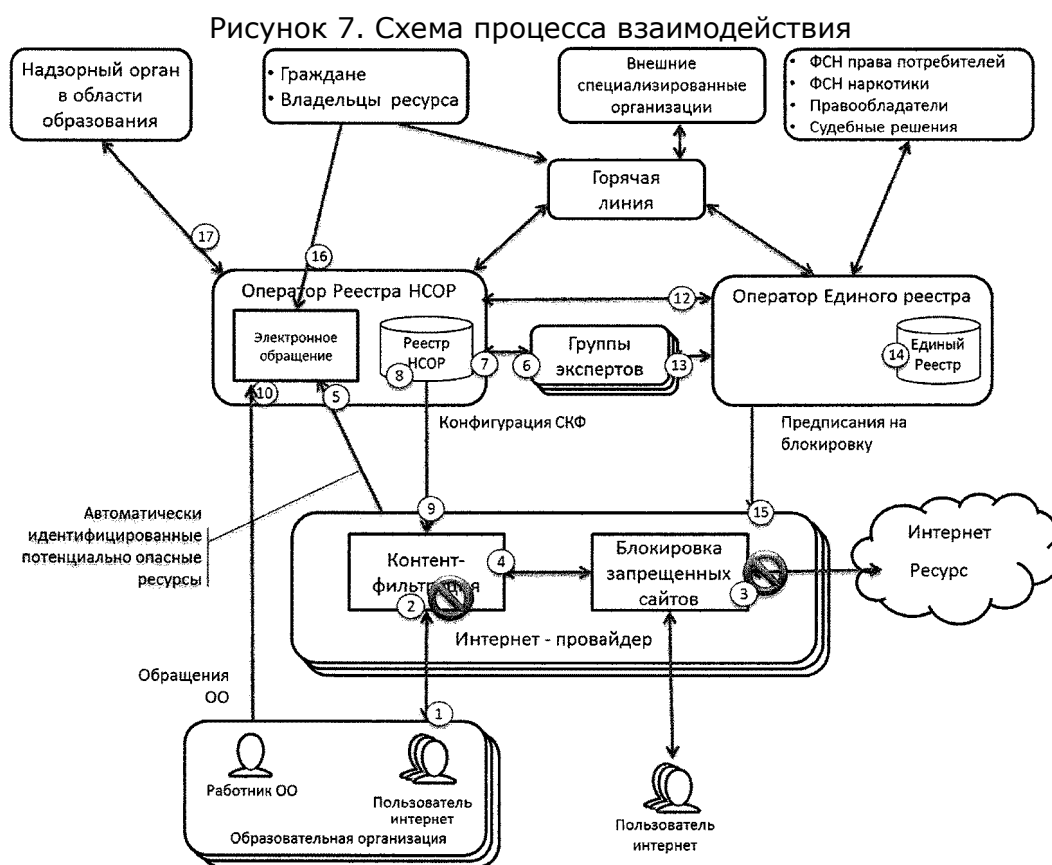 Рисунок 7. Схема процесса взаимодействия
Надзорный орган
в области
образования
• Граждане
• Владельцы ресурса
Внешние
специализированные
организации
• ФСН права потребителей
• ФСН наркотики
• Правообладатели
• Судебные решения
Горячая
линия
17
16
Оператор Реестра НСОР
12
Оператор Единого реестра
Электронное
обращение
Реестр
НСОР
8
7
6
Группы
экспертов
13
14
Единый
Реестр
10
5
Конфигурация СКФ
Предписания на
блокировку
Автоматически
идентифицированные
потенциально опасные
ресурсы
9
15
Контент-
фильтрация
4
2
Блокировка
запрещенных
сайтов
3
Интернет
Ресурс
Интернет - провайдер
Обращения
ОО
1
Работник ОО
Пользователь
интернет
Образовательная организация
Пользователь
интернет